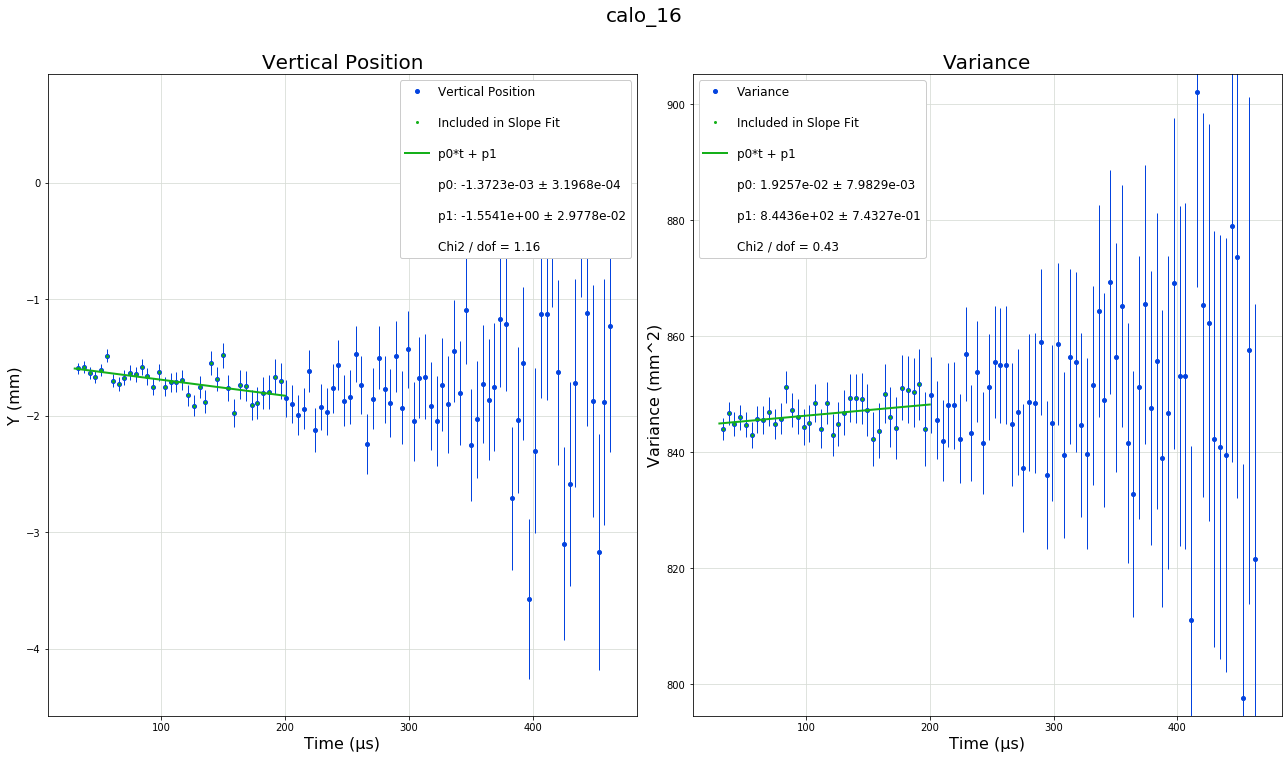 calo_16
Vertical Position
Vertical Position
Included in Slope Fit
p0*t + p1
p0: -1.3723e-03 ± 3.1968e-04
p1: -1.5541e+00 ± 2.9778e-02
Chi2 / dof = 1.16
0
−1
−2
−3
−4
Y (mm)
100 200 300 400
Time (μs)
Variance
Variance
Included in Slope Fit
p0*t + p1
p0: 1.9257e-02 ± 7.9829e-03
p1: 8.4436e+02 ± 7.4327e-01
Chi2 / dof = 0.43
900
880
860
840
820
800
Variance (mm^2)
100 200 300 400
Time (μs)